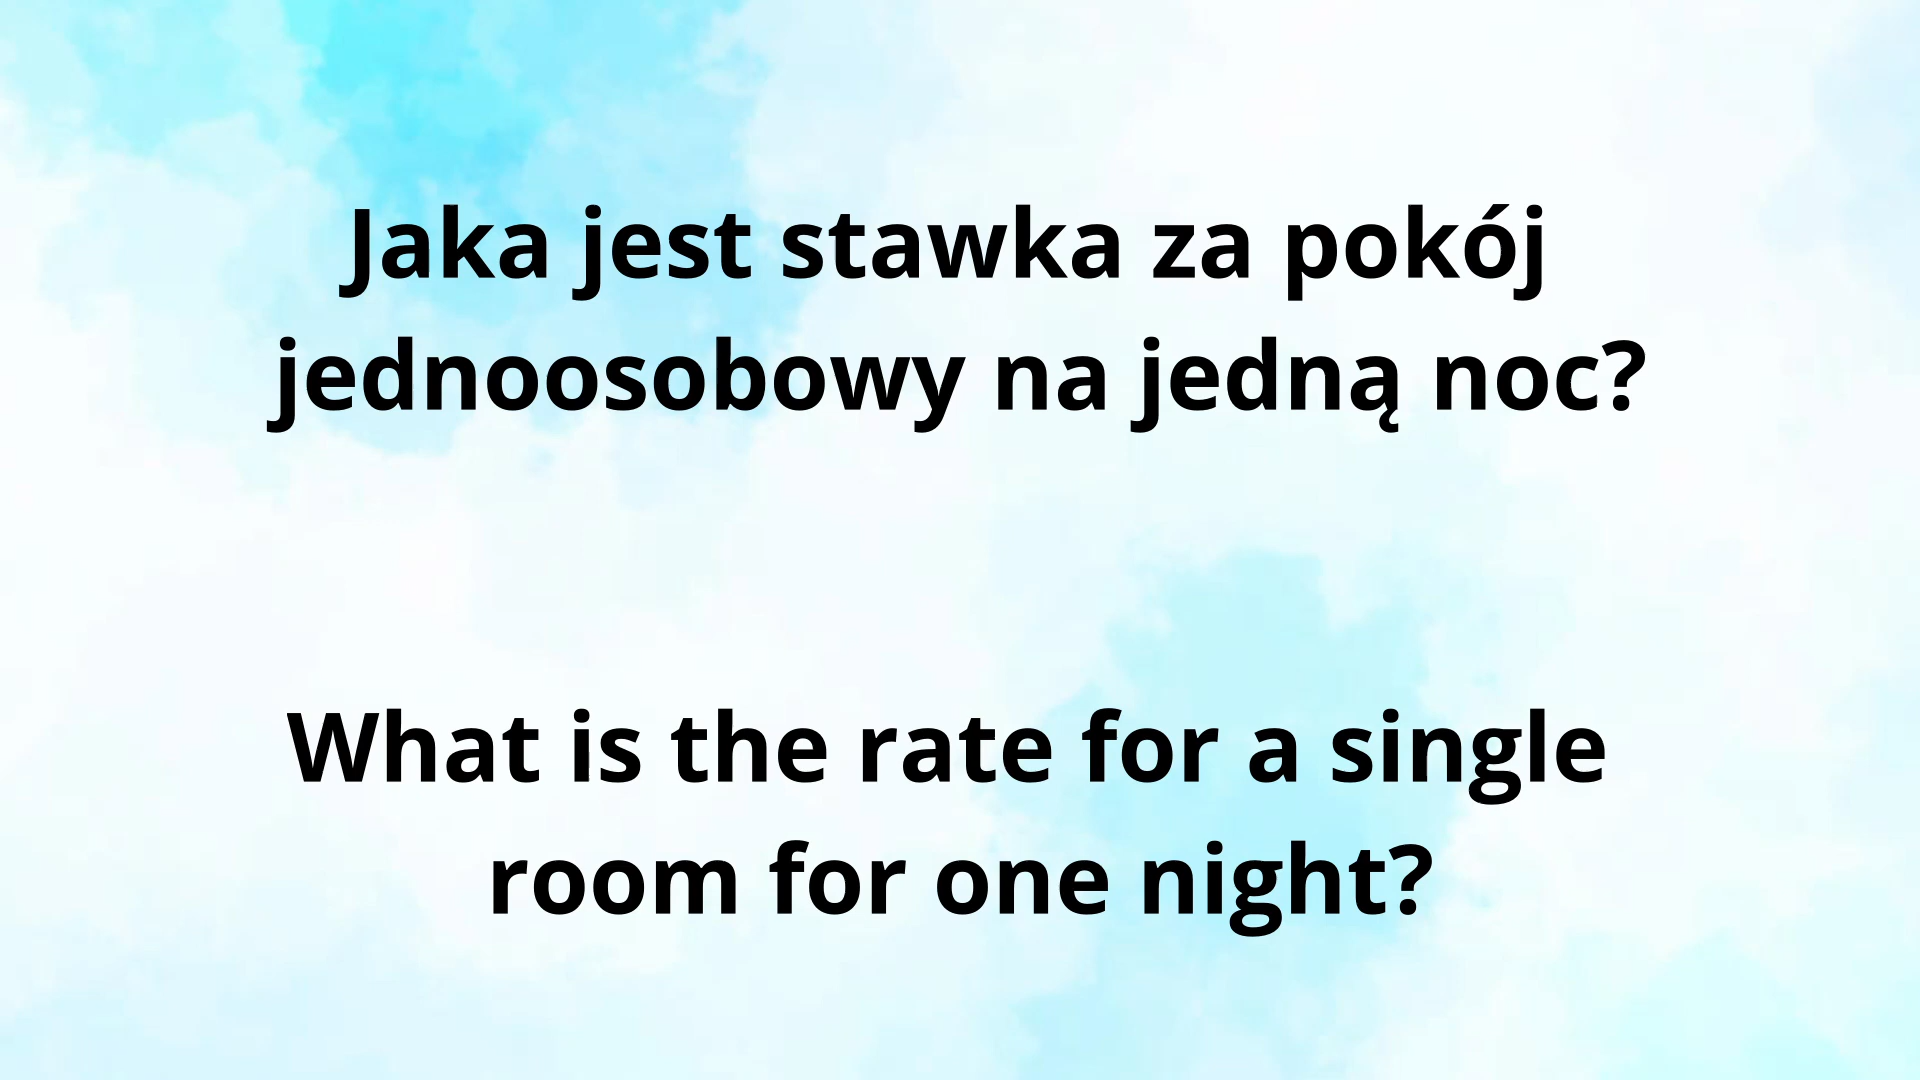 Jaka jest stawka za pokój
jednoosobowy na jedną noc?
What is the rate for a single
room for one night?